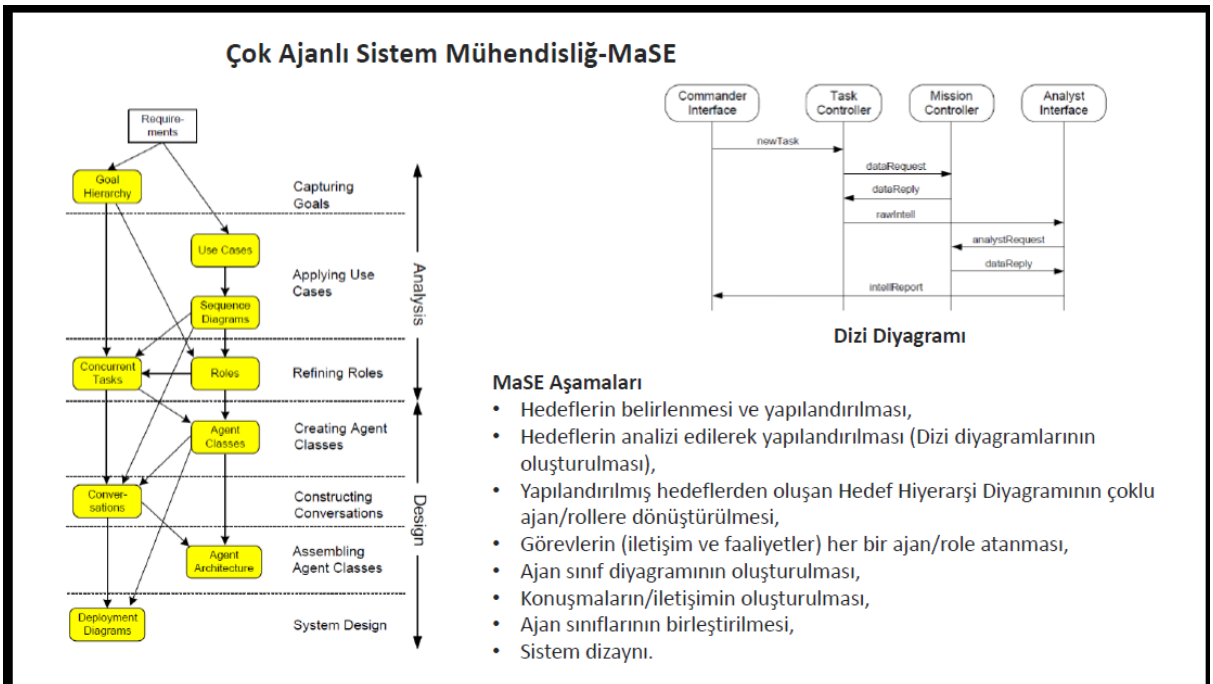 Çok Ajanlı Sistem Mühendisliğ-MaSE
Require-
ments
Goal
Hierarchy
Capturing
Goals
Use Cases
Applying Use
Cases
Sequence
Diagrams
Analysis
Concurrent
Tasks
Roles
Refining Roles
Agent
Classes
Creating Agent
Classes
Conver-
sations
Constructing
Conversations
Design
Agent
Architecture
Assembling
Agent Classes
Deployment
Diagrams
System Design
Commander
Interface
Task
Controller
Mission
Controller
Analyst
Interface
newTask
dataRequest
dataReply
rawIntell
analystRequest
dataReply
intellReport
Dizi Diyagramı
MaSE Aşamaları
• Hedeflerin belirlenmesi ve yapılandırılması,
• Hedeflerin analizi edilerek yapılandırılması (Dizi diyagramlarının
oluşturulması),
• Yapılandırılmış hedeflerden oluşan Hedef Hiyerarşi Diyagramının çoklu
ajan/rollere dönüştürülmesi,
• Görevlerin (iletişim ve faaliyetler) her bir ajan/role atanması,
• Ajan sınıf diyagramının oluşturulması,
• Konuşmaların/iletişimin oluşturulması,
• Ajan sınıflarının birleştirilmesi,
• Sistem dizaynı.